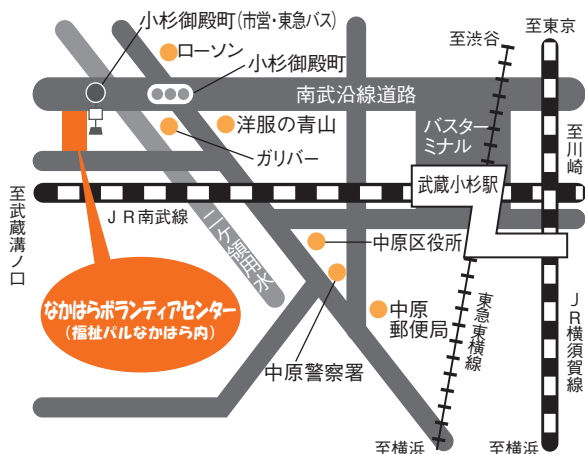 小杉御殿町(市営・東急バス)
至渋谷
至東京
ローソン
小杉御殿町
南武沿線道路
洋服の青山
バスター
ミナル
ガリバー
至川崎
武蔵小杉駅
至武蔵溝ノ口
JR南武線
二ヶ領用水
中原区役所
なかはらボランティアセンター
(福祉パルなかはら内)
中原
郵便局
東急東横線
JR横須賀線
中原警察署
至横浜
至横浜